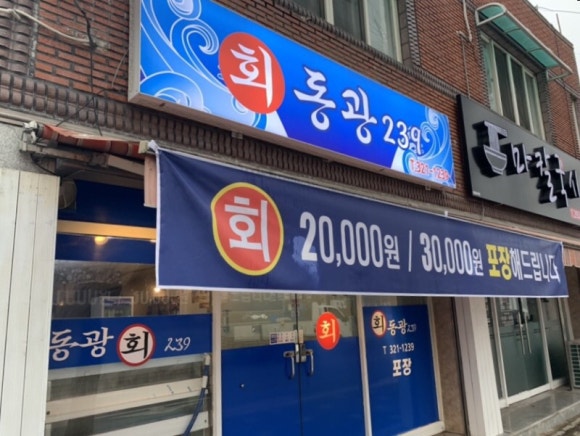 회 동광 239
T.321-1239
회 20,000원 / 30,000원 포장해드립니다
동광 회 239
회
회 동광 239
T 321-1239
포장